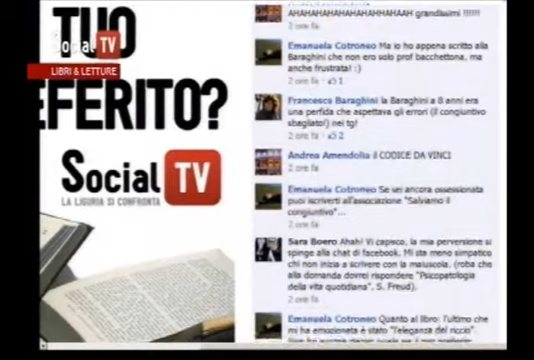 TUO
Social TV
LIBRI & LETTURE
EFERITO?
Social TV
LA LIGURIA SI CONFRONTA
AHAHAHAHAHAHAHAHHAHAAH grandissimi !!!!!!
2 ore fa
Emanuela Cotroneo Ma io ho appena scritto alla
Baraghini che non ero solo prof bacchettona, ma
anche frustrata! :)
2 ore fa · 1
Francesca Baraghini la Baraghini a 8 anni era
una perfida che aspettava gli errori (il congiuntivo
sbagliato!) nei tg!
2 ore fa · 2
Andrea Amendolia il CODICE DA VINCI
2 ore fa
Emanuela Cotroneo Se sei ancora ossessionata
puoi iscriverti all'associazione "Salviamo il
congiuntivo"...
2 ore fa
Sara Boero Ahah! Vi capisco, la mia perversione si
spinge alla chat di facebook. Mi sta meno simpatico
chi non inizia a scrivere con la maiuscola. (roba che
alla domanda dovrei rispondere "Psicopatologia
della vita quotidiana". S. Freud).
2 ore fa
Emanuela Cotroneo Quanto al libro: l'ultimo che
mi ha emozionata è stato "l'eleganza del riccio".